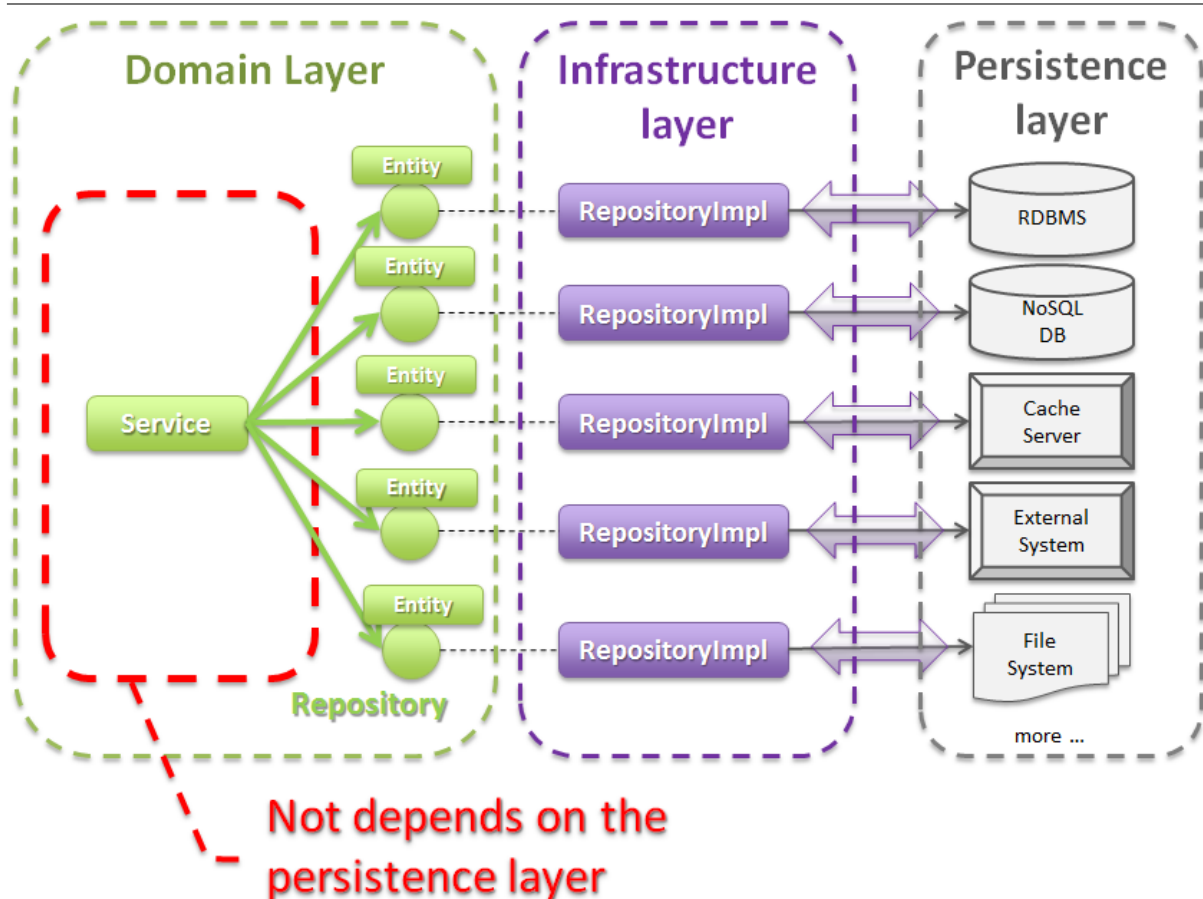 Domain Layer
Infrastructure
layer
Persistence
layer
Entity
RepositoryImpl
RDBMS
Entity
RepositoryImpl
NoSQL
DB
Entity
Service
RepositoryImpl
Cache
Server
Entity
RepositoryImpl
External
System
Entity
RepositoryImpl
File
System
Repository
more ...
Not depends on the
persistence layer